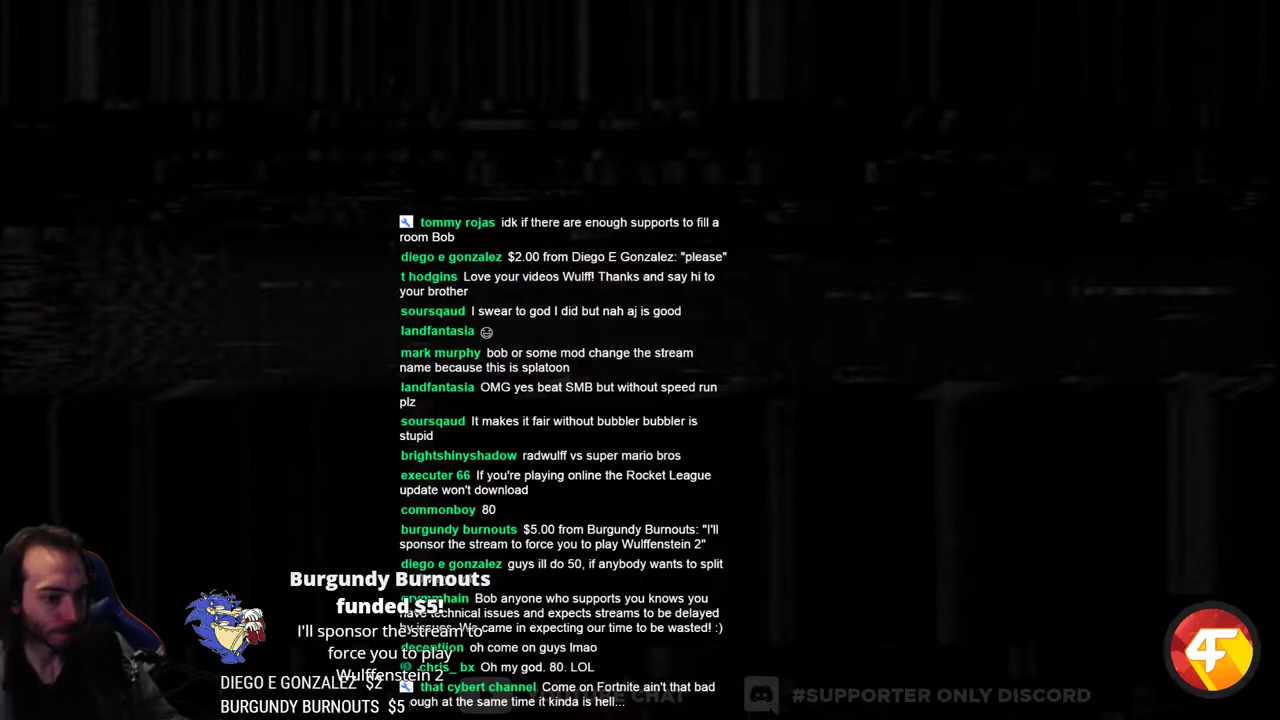 tommy rojas idk if there are enough supports to fill a
room Bob
diego e gonzalez $2.00 from Diego E Gonzalez: "please"
t hodgins Love your videos Wulff! Thanks and say hi to
your brother
soursqaud I swear to god I did but nah aj is good
landfantasia
mark murphy bob or some mod change the stream
name because this is splatoon
landfantasia OMG yes beat SMB but without speed run
plz
soursqaud It makes it fair without bubbler bubbler is
stupid
brightshinyshadow radwulff vs super mario bros
executer 66 If you're playing online the Rocket League
update won't download
commonboy 80
burgundy burnouts $5.00 from Burgundy Burnouts: "I'll
sponsor the stream to force you to play Wulffenstein 2"
diego e gonzalez guys ill do 50, if anybody wants to split
Bob anyone who supports you knows you
have technical issues and expects streams to be delayed
by issues. We came in expecting our time to be wasted! :)
deceptiion oh come on guys lmao
chris_ bx Oh my god. 80. LOL
that cybert channel Come on Fortnite ain't that bad
ough at the same time it kinda is hell...
Burgundy Burnouts
funded $5!
I'll sponsor the stream to
force you to play
Wulffenstein 2
DIEGO E GONZALEZ $2
BURGUNDY BURNOUTS $5
CHAT
#SUPPORTER ONLY DISCORD
4F